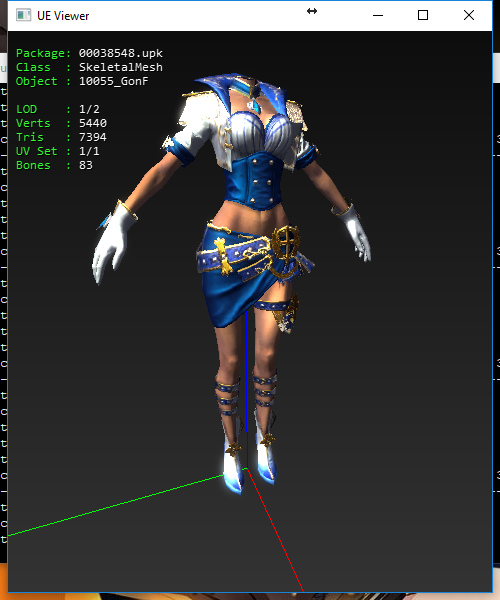 UE Viewer
Package: 00038548.upk
Class : SkeletalMesh
Object : 10055_GonF
LOD : 1/2
Verts : 5440
Tris : 7394
UV Set : 1/1
Bones : 83